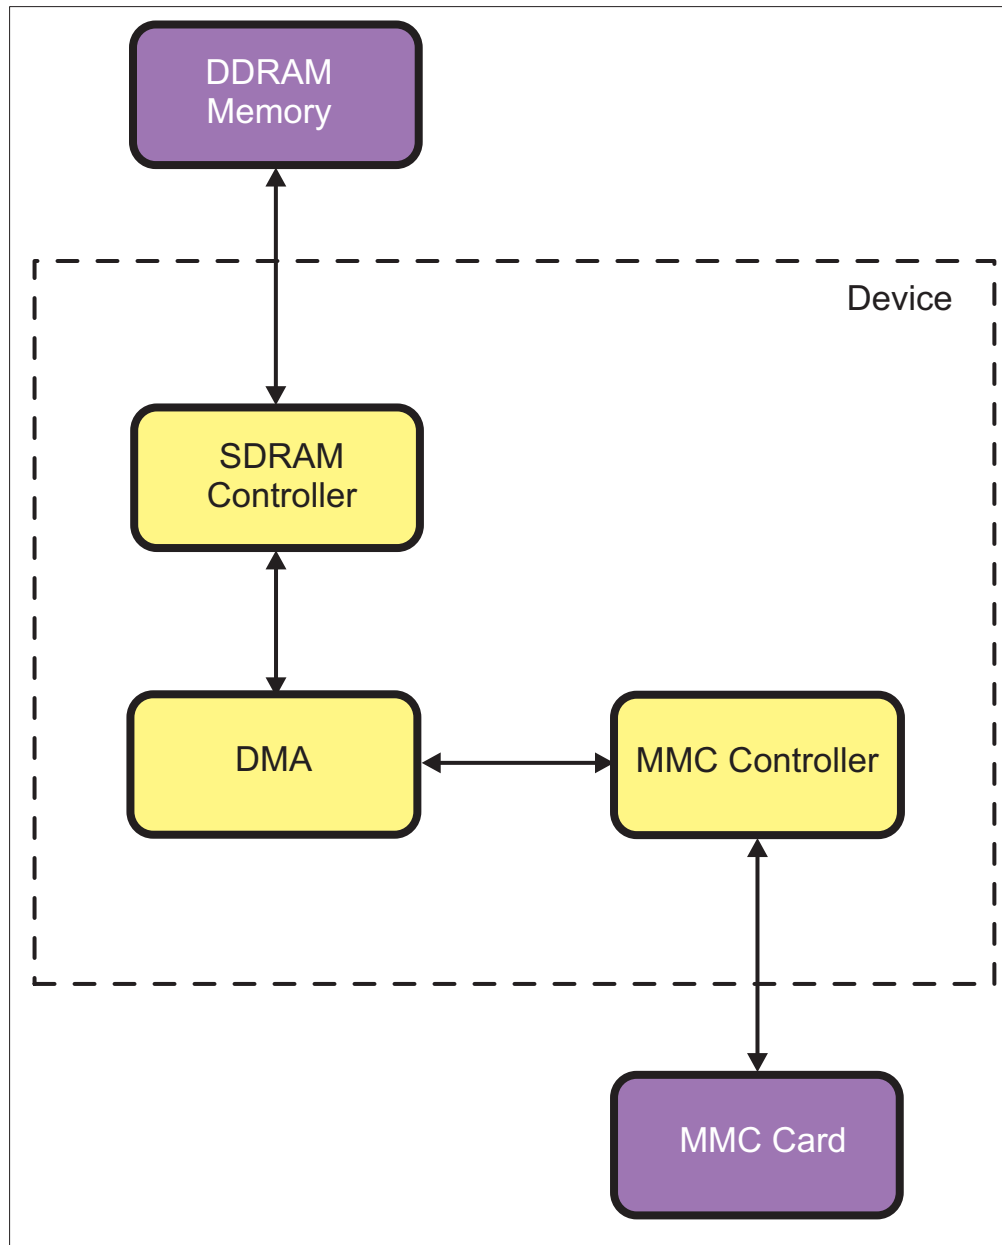 DDRAM
Memory
Device
SDRAM
Controller
DMA
MMC Controller
MMC Card